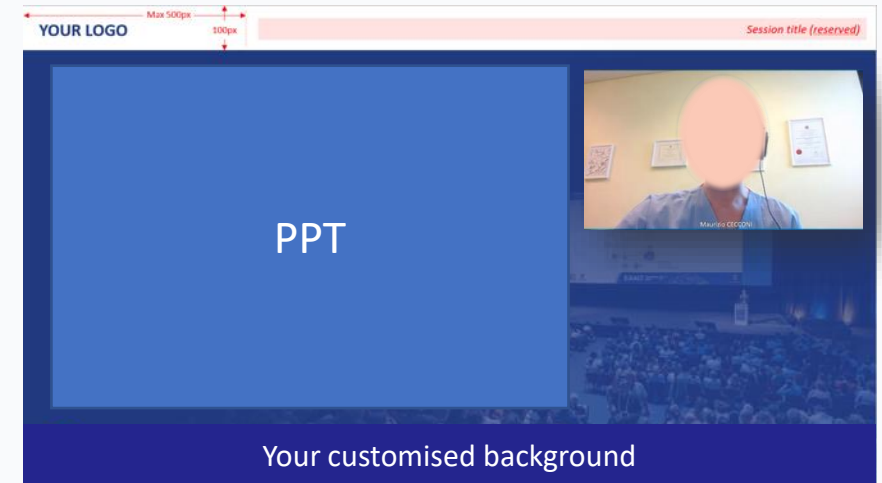 Max 500px
YOUR LOGO
100px
Session title (reserved)
PPT
Maurizio CECCONI
Your customised background